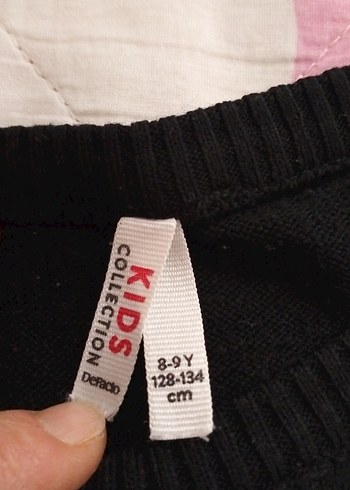 KIDS
COLLECTION
DeFacto
8-9 Y
128-134
cm